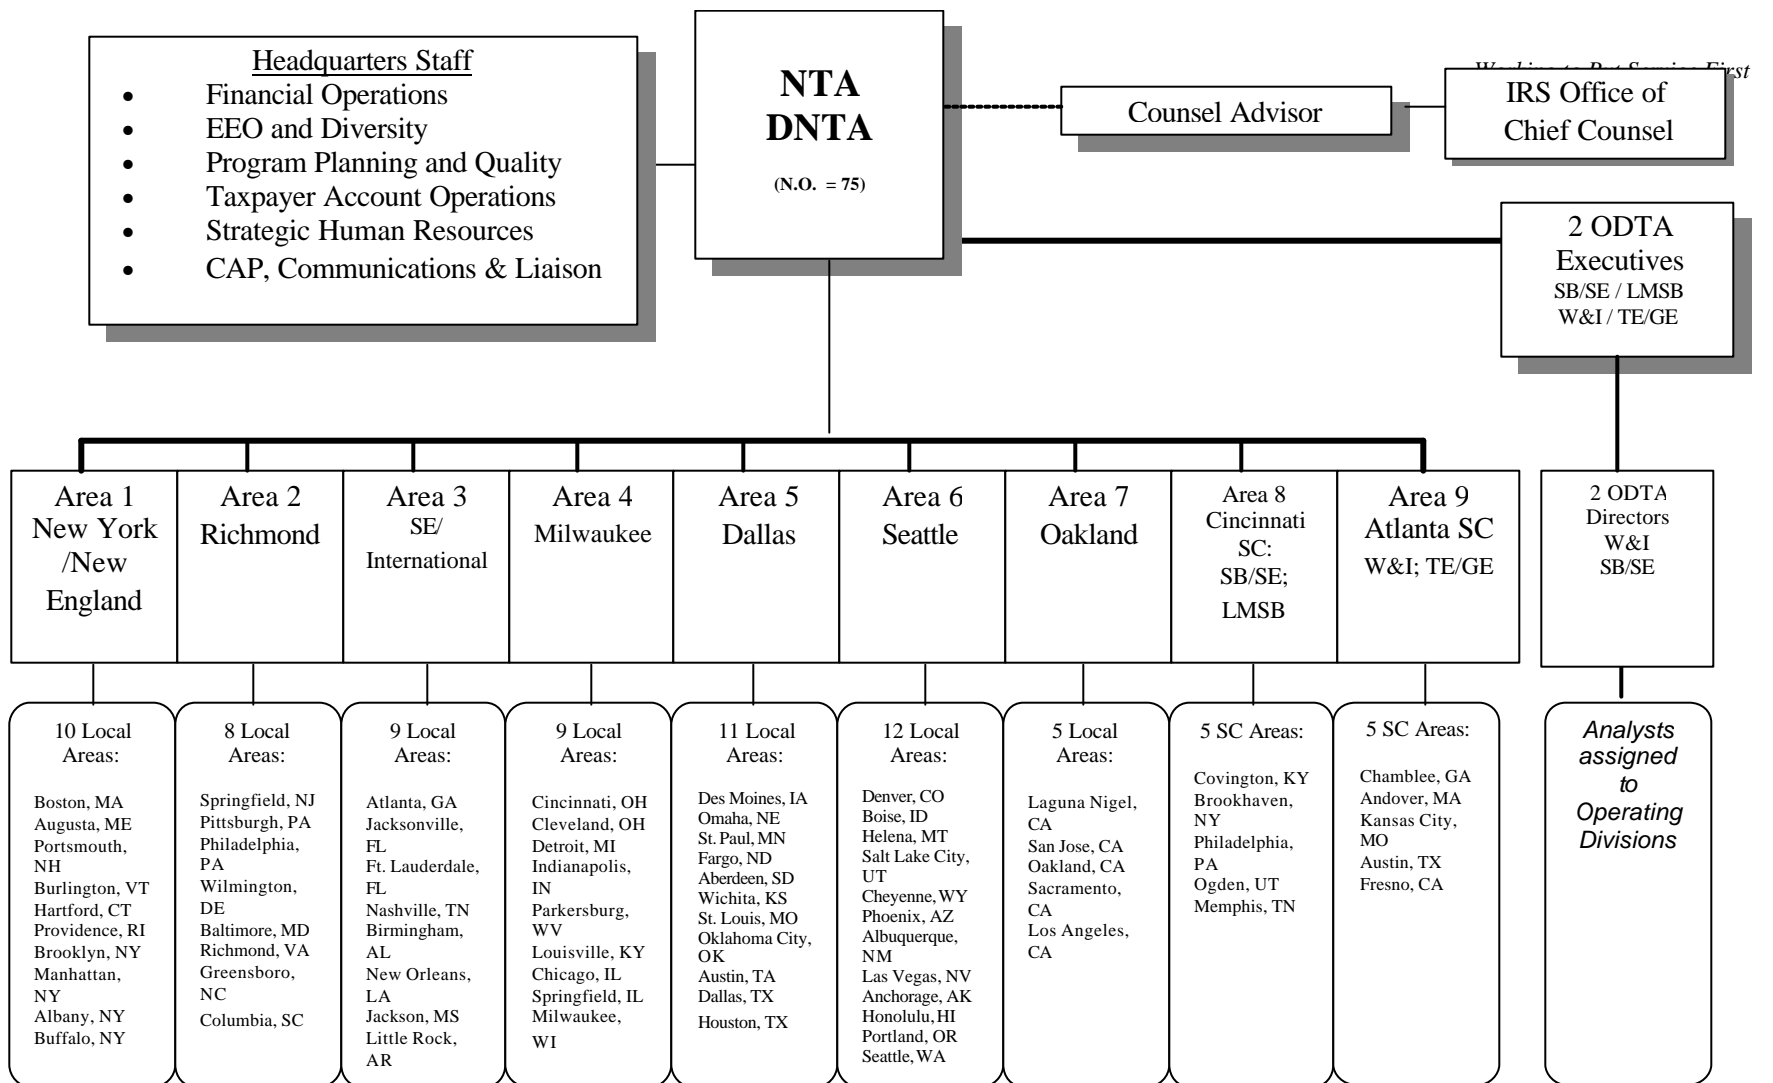 Headquarters Staff
• Financial Operations
• EEO and Diversity
• Program Planning and Quality
• Taxpayer Account Operations
• Strategic Human Resources
• CAP, Communications & Liaison
NTA
DNTA
(N.O. = 75)
Counsel Advisor
Working to Put Service First
IRS Office of
Chief Counsel
2 ODTA
Executives
SB/SE / LMSB
W&I / TE/GE
Area 1
New York
/New
England
Area 2
Richmond
Area 3
SE/
International
Area 4
Milwaukee
Area 5
Dallas
Area 6
Seattle
Area 7
Oakland
Area 8
Cincinnati
SC:
SB/SE;
LMSB
Area 9
Atlanta SC
W&I; TE/GE
2 ODTA
Directors
W&I
SB/SE
10 Local
Areas:
Boston, MA
Augusta, ME
Portsmouth,
NH
Burlington, VT
Hartford, CT
Providence, RI
Brooklyn, NY
Manhattan,
NY
Albany, NY
Buffalo, NY
8 Local
Areas:
Springfield, NJ
Pittsburgh, PA
Philadelphia,
PA
Wilmington,
DE
Baltimore, MD
Richmond, VA
Greensboro,
NC
Columbia, SC
9 Local
Areas:
Atlanta, GA
Jacksonville,
FL
Ft. Lauderdale,
FL
Nashville, TN
Birmingham,
AL
New Orleans,
LA
Jackson, MS
Little Rock,
AR
9 Local
Areas:
Cincinnati, OH
Cleveland, OH
Detroit, MI
Indianapolis,
IN
Parkersburg,
WV
Louisville, KY
Chicago, IL
Springfield, IL
Milwaukee,
WI
11 Local
Areas:
Des Moines, IA
Omaha, NE
St. Paul, MN
Fargo, ND
Aberdeen, SD
Wichita, KS
St. Louis, MO
Oklahoma City,
OK
Austin, TA
Dallas, TX
Houston, TX
12 Local
Areas:
Denver, CO
Boise, ID
Helena, MT
Salt Lake City,
UT
Cheyenne, WY
Phoenix, AZ
Albuquerque,
NM
Las Vegas, NV
Anchorage, AK
Honolulu, HI
Portland, OR
Seattle, WA
5 Local
Areas:
Laguna Nigel,
CA
San Jose, CA
Oakland, CA
Sacramento,
CA
Los Angeles,
CA
5 SC Areas:
Covington, KY
Brookhaven,
NY
Philadelphia,
PA
Ogden, UT
Memphis, TN
5 SC Areas:
Chamblee, GA
Andover, MA
Kansas City,
MO
Austin, TX
Fresno, CA
Analysts
assigned
to
Operating
Divisions